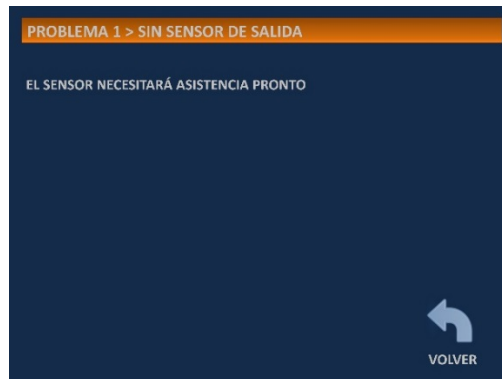 PROBLEMA 1 > SIN SENSOR DE SALIDA
EL SENSOR NECESITARÁ ASISTENCIA PRONTO
VOLVER